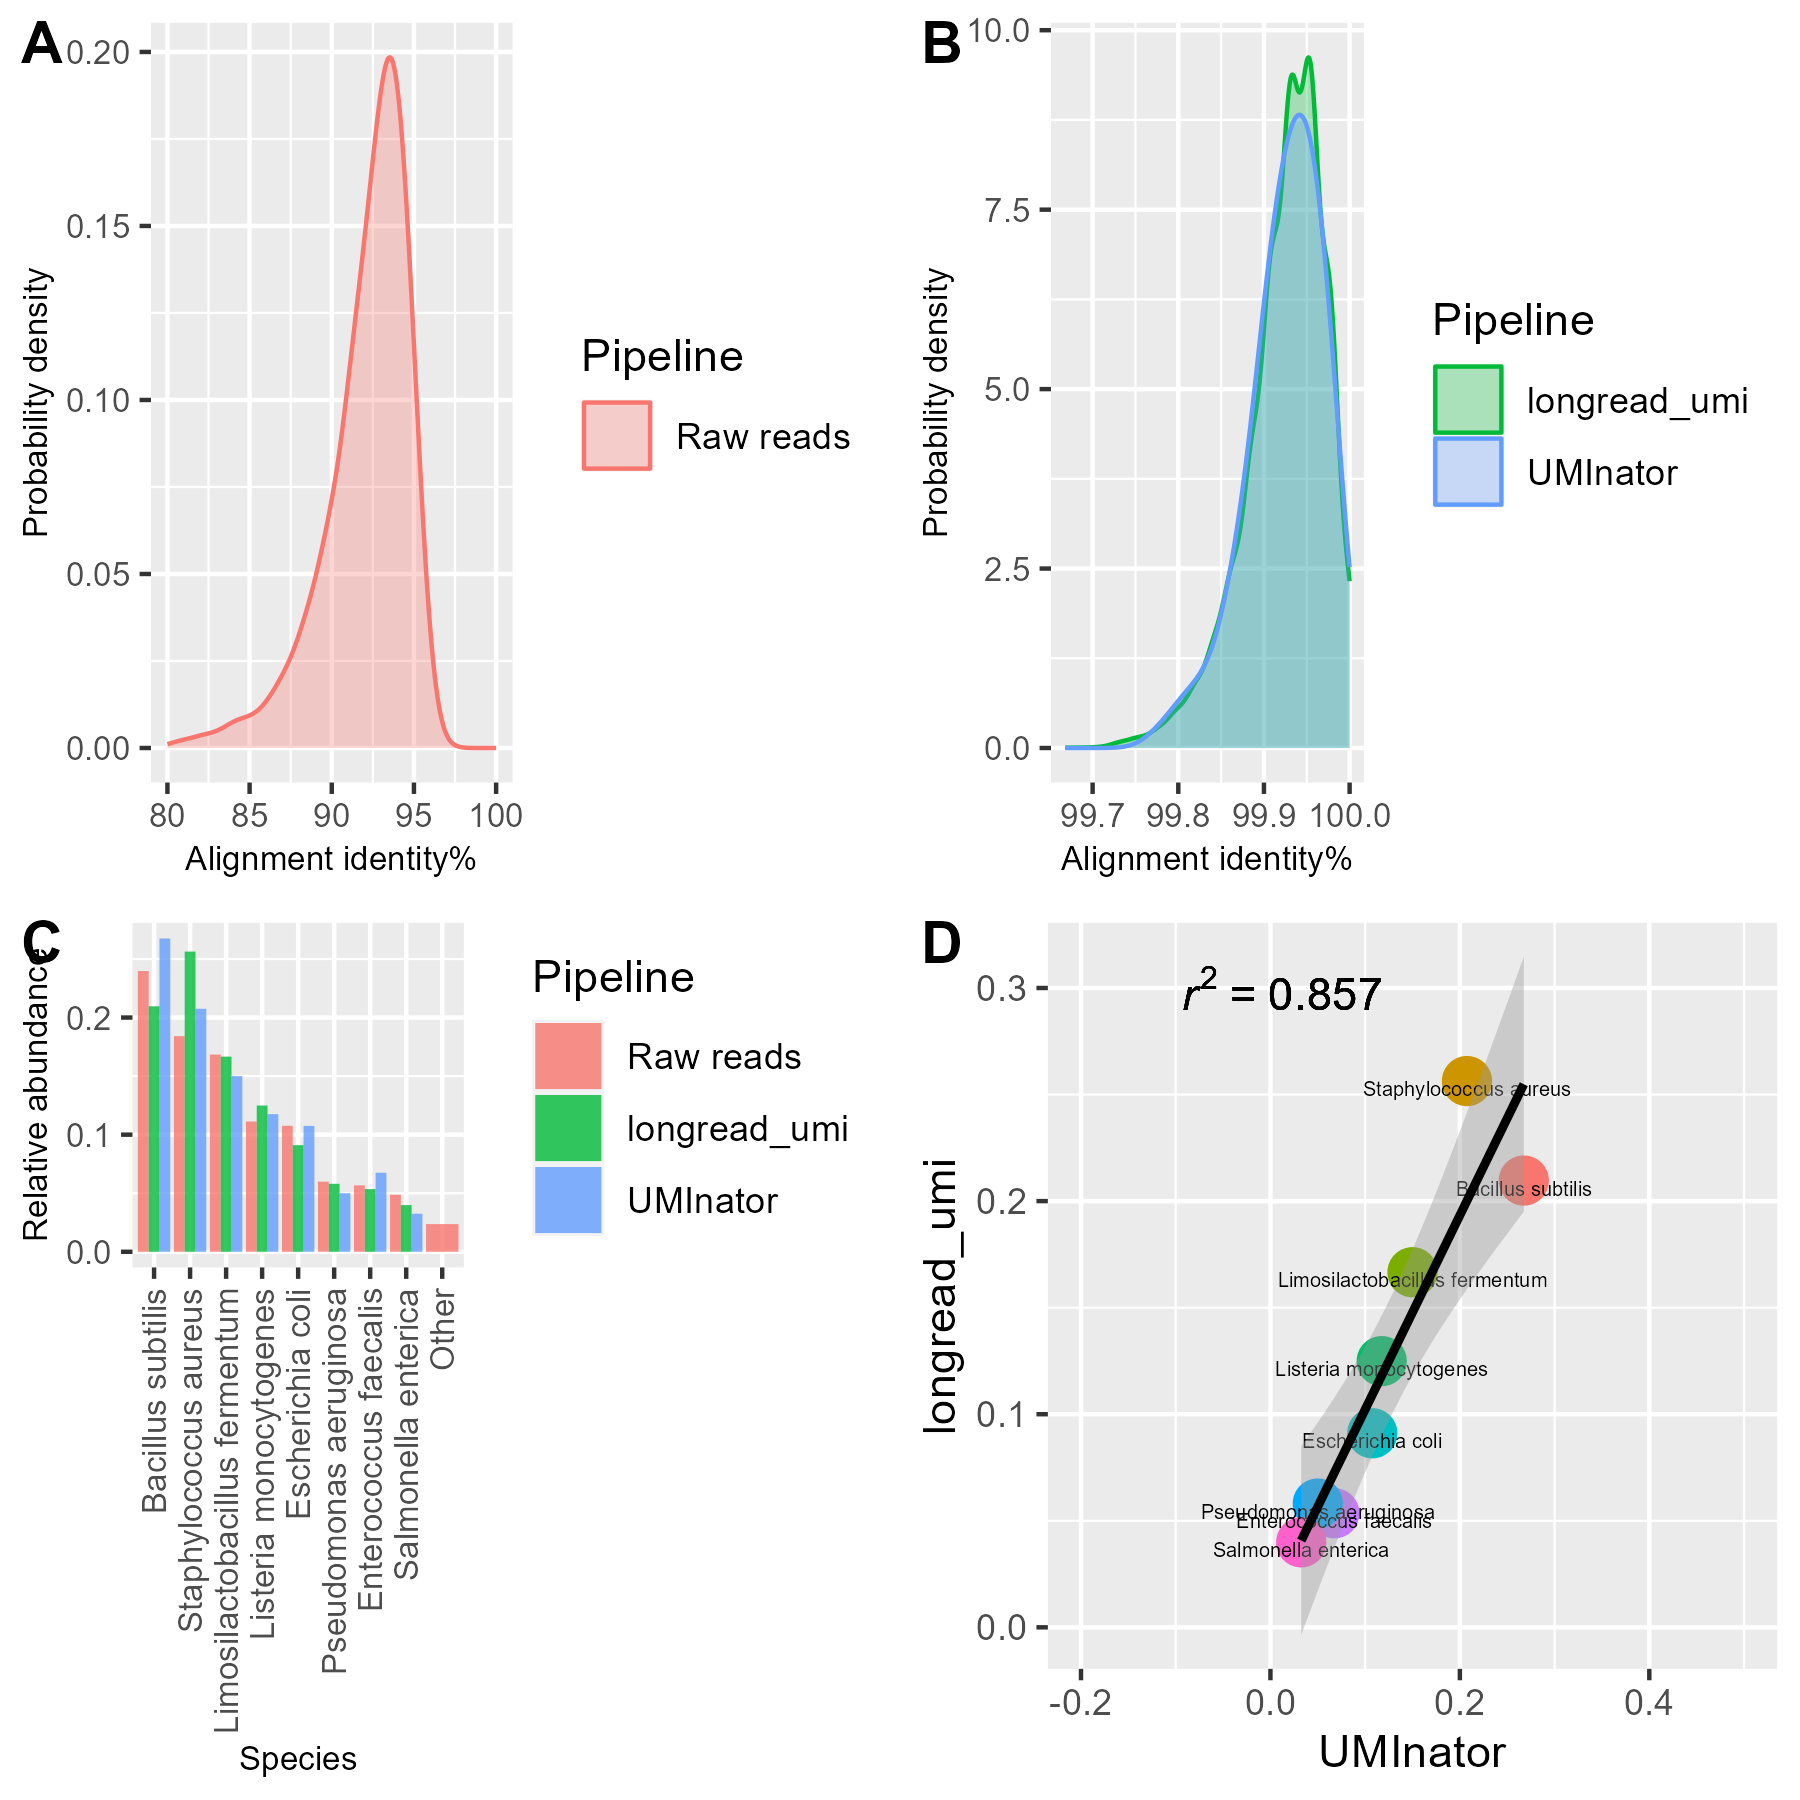 A
0.20
0.15
0.10
0.05
0.00
Probability density
80 85 90 95 100
Alignment identity%
Pipeline
Raw reads
B
10.0
7.5
5.0
2.5
0.0
Probability density
99.7 99.8 99.9 100.0
Alignment identity%
Pipeline
longread_umi
UMInator
C
Relative abundance
0.2
0.1
0.0
Bacillus subtilis
Staphylococcus aureus
Limosilactobacillus fermentum
Listeria monocytogenes
Escherichia coli
Pseudomonas aeruginosa
Enterococcus faecalis
Salmonella enterica
Other
Species
Pipeline
Raw reads
longread_umi
UMInator
D
r² = 0.857
0.3
0.2
0.1
0.0
longread_umi
Staphylococcus aureus
Bacillus subtilis
Limosilactobacillus fermentum
Listeria monocytogenes
Escherichia coli
Pseudomonas aeruginosa
Enterococcus faecalis
Salmonella enterica
-0.2 0.0 0.2 0.4
UMInator